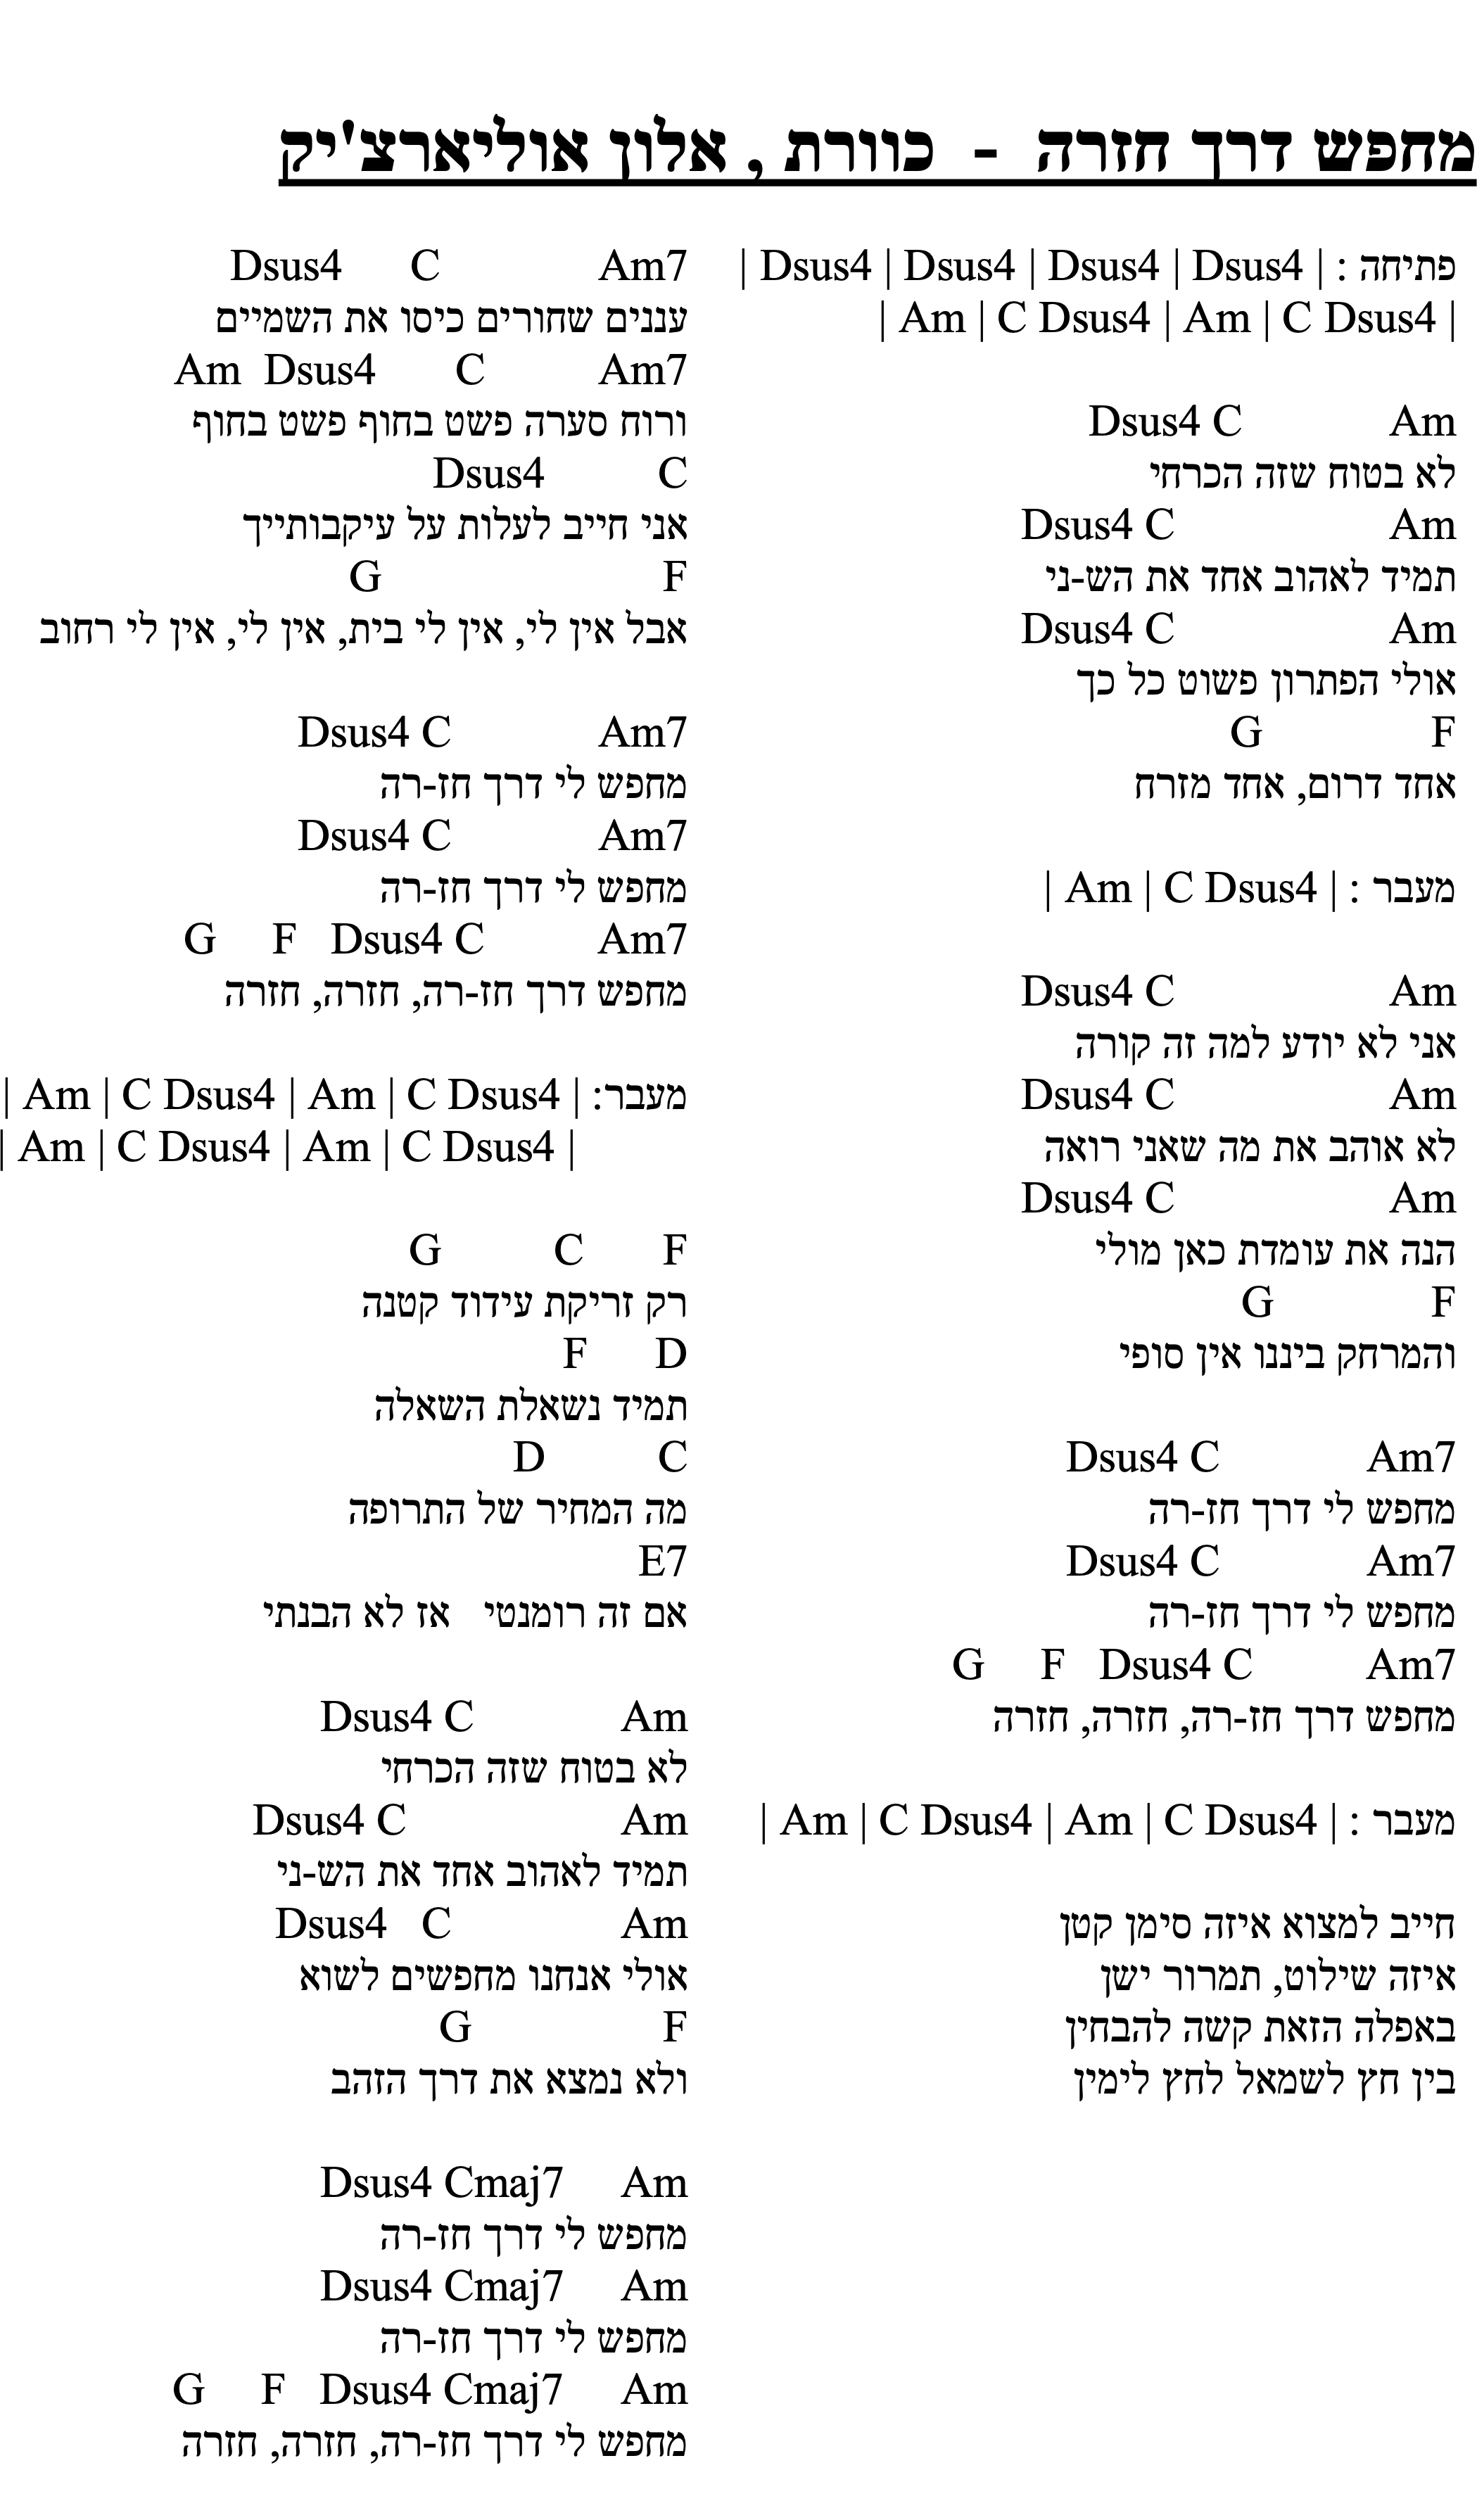 מחפש דרך חזרה - כוורת , אלון אוליארצ'יק
פתיחה : | Dsus4 | Dsus4 | Dsus4 | Dsus4 |
| Am | C Dsus4 | Am | C Dsus4 |
Dsus4 C Am
לא בטוח שזה הכרחי
Dsus4 C Am
תמיד לאהוב אחד את הש-ני
Dsus4 C Am
אולי הפתרון פשוט כל כך
G F
אחד דרום, אחד מזרח
מעבר : | Am | C Dsus4 |
Dsus4 C Am
אני לא יודע למה זה קורה
Dsus4 C Am
לא אוהב את מה שאני רואה
Dsus4 C Am
הנה את עומדת כאן מולי
G F
והמרחק ביננו אין סופי
Dsus4 C Am7
מחפש לי דרך חז-רה
Dsus4 C Am7
מחפש לי דרך חז-רה
G F Dsus4 C Am7
מחפש דרך חז-רה, חזרה, חזרה
מעבר : | Am | C Dsus4 | Am | C Dsus4 |
חייב למצוא איזה סימן קטן
איזה שילוט, תמרור ישן
באפלה הזאת קשה להבחין
בין חץ לשמאל לחץ לימין
Dsus4 C Am7
עננים שחורים כיסו את השמיים
Am Dsus4 C Am7
ורוח סערה פשט בחוף פשט בחוף
Dsus4 C
אני חייב לעלות על עיקבותייך
G F
אבל אין לי, אין לי בית, אין לי, אין לי רחוב
Dsus4 C Am7
מחפש לי דרך חז-רה
Dsus4 C Am7
מחפש לי דרך חז-רה
G F Dsus4 C Am7
מחפש דרך חז-רה, חזרה, חזרה
מעבר: | Am | C Dsus4 | Am | C Dsus4 |
| Am | C Dsus4 | Am | C Dsus4 |
G C F
רק זריקת עידוד קטנה
F D
תמיד נשאלת השאלה
D C
מה המחיר של התרופה
E7
אם זה רומנטי אז לא הבנתי
Dsus4 C Am
לא בטוח שזה הכרחי
Dsus4 C Am
תמיד לאהוב אחד את הש-ני
Dsus4 C Am
אולי אנחנו מחפשים לשוא
G F
ולא נמצא את דרך הזהב
Dsus4 Cmaj7 Am
מחפש לי דרך חז-רה
Dsus4 Cmaj7 Am
מחפש לי דרך חז-רה
G F Dsus4 Cmaj7 Am
מחפש לי דרך חז-רה, חזרה, חזרה